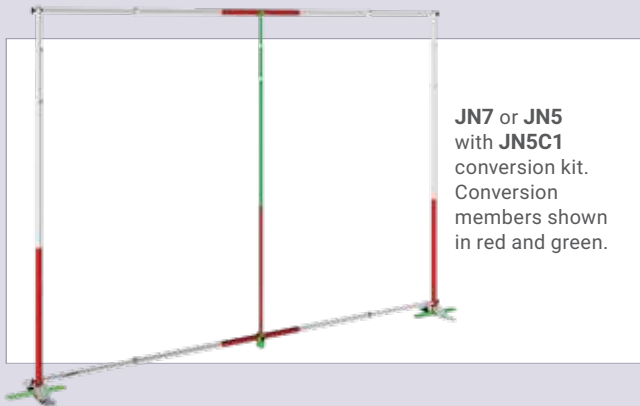 JN7 or JN5
with JN5C1
conversion kit.
Conversion
members shown
in red and green.